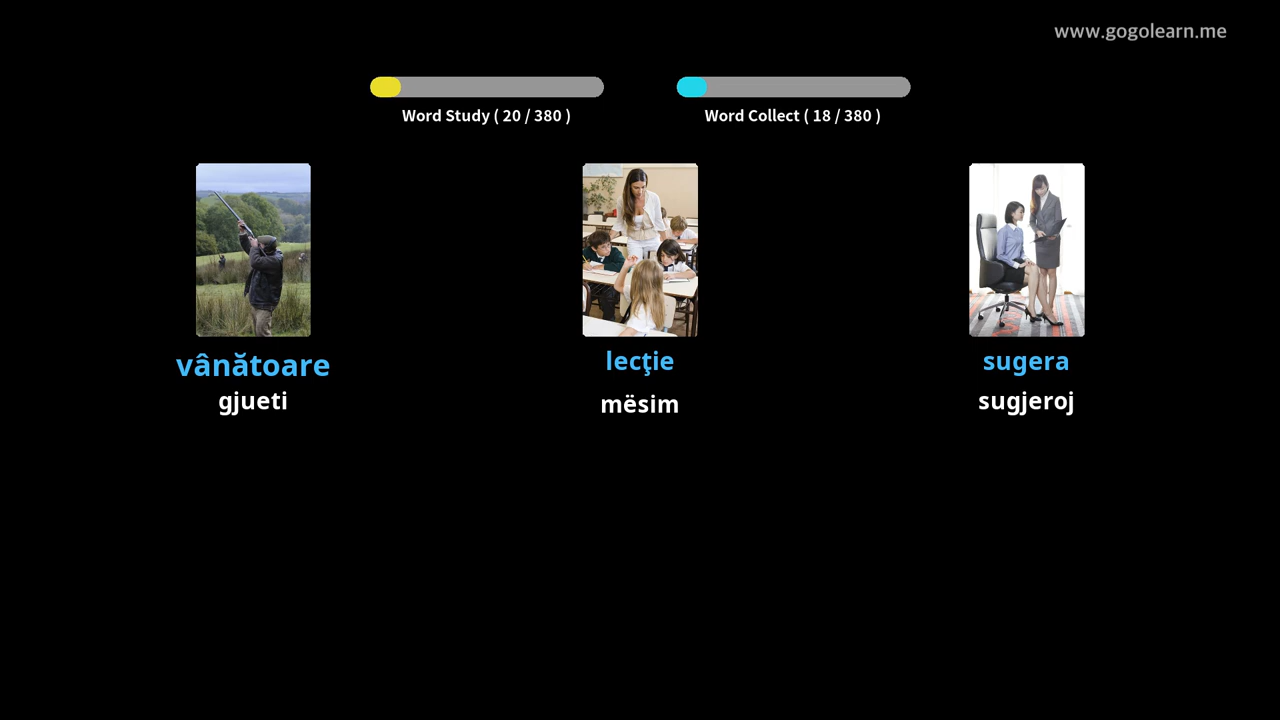 www.gogolearn.me
Word Study ( 20 / 380 )
Word Collect ( 18 / 380 )
vânătoare
gjueti
lecţie
mësim
sugera
sugjeroj